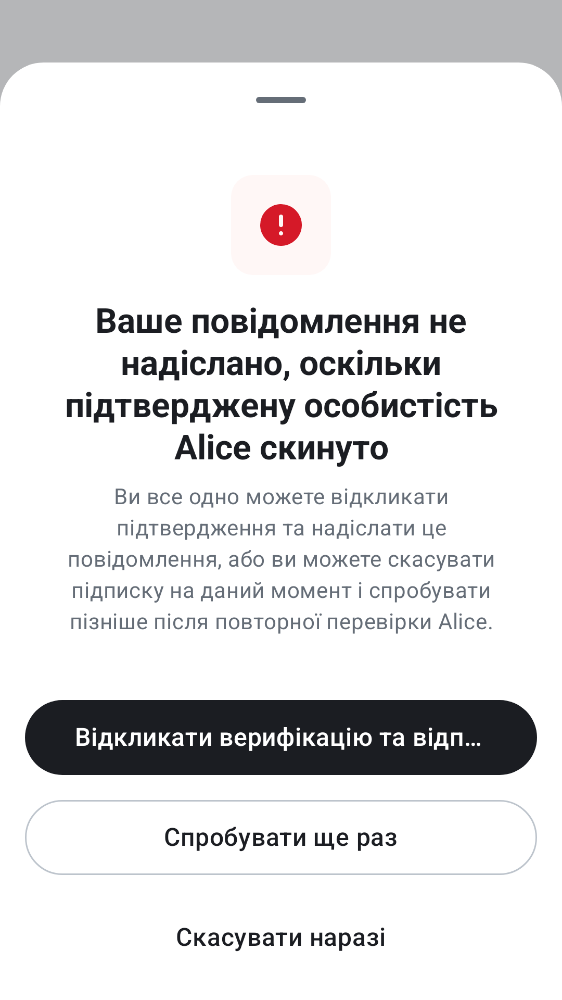 Ваше повідомлення не
надіслано, оскільки
підтверджену особистість
Alice скинуто
Ви все одно можете відкликати
підтвердження та надіслати це
повідомлення, або ви можете скасувати
підписку на даний момент і спробувати
пізніше після повторної перевірки Alice.
Відкликати верифікацію та відп…
Спробувати ще раз
Скасувати наразі